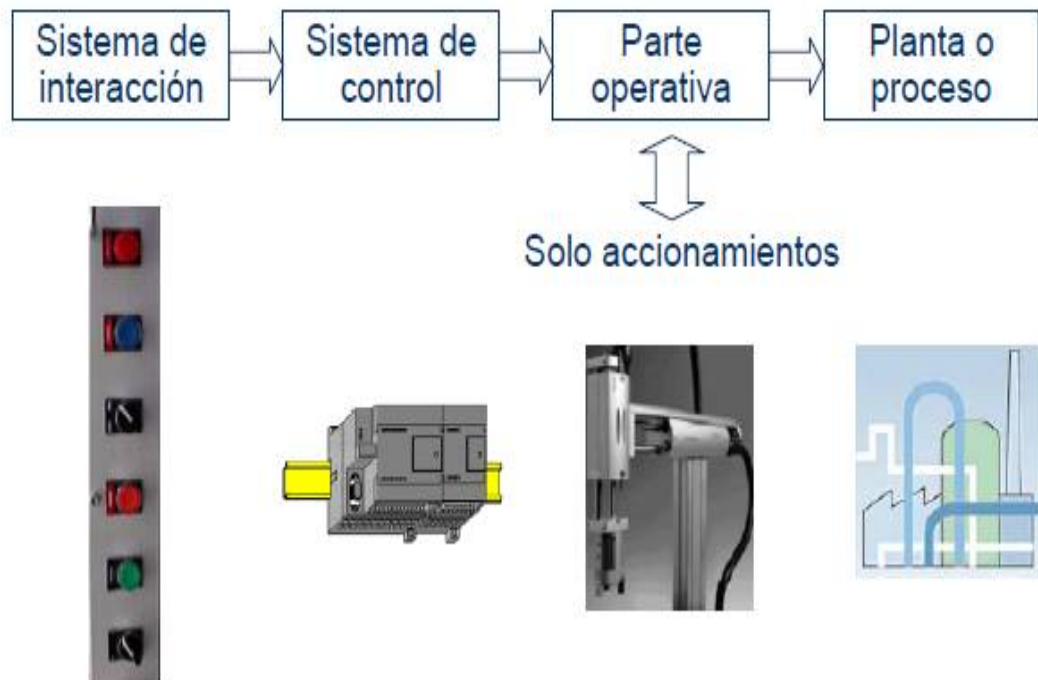 Sistema de
interacción
Sistema de
control
Parte
operativa
Planta o
proceso
Solo accionamientos